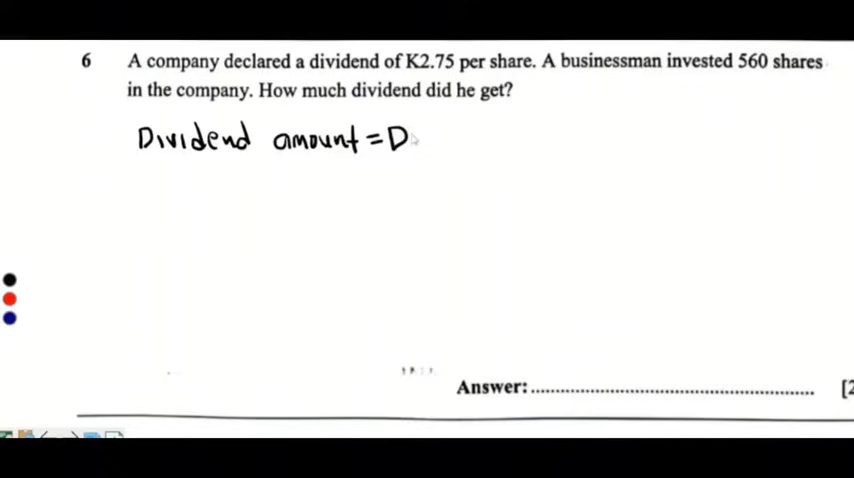 6 A company declared a dividend of K2.75 per share. A businessman invested 560 shares
in the company. How much dividend did he get?
Dividend amount = D
Answer:
[2